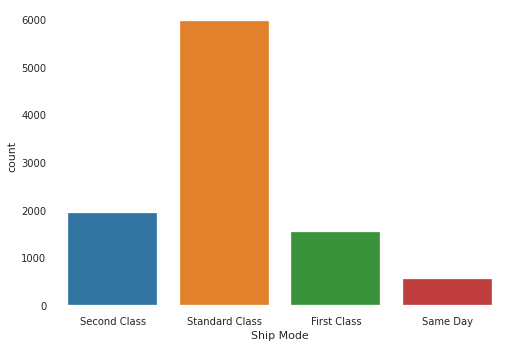 6000
5000
4000
3000
2000
1000
0
count
Second Class
Standard Class
First Class
Same Day
Ship Mode